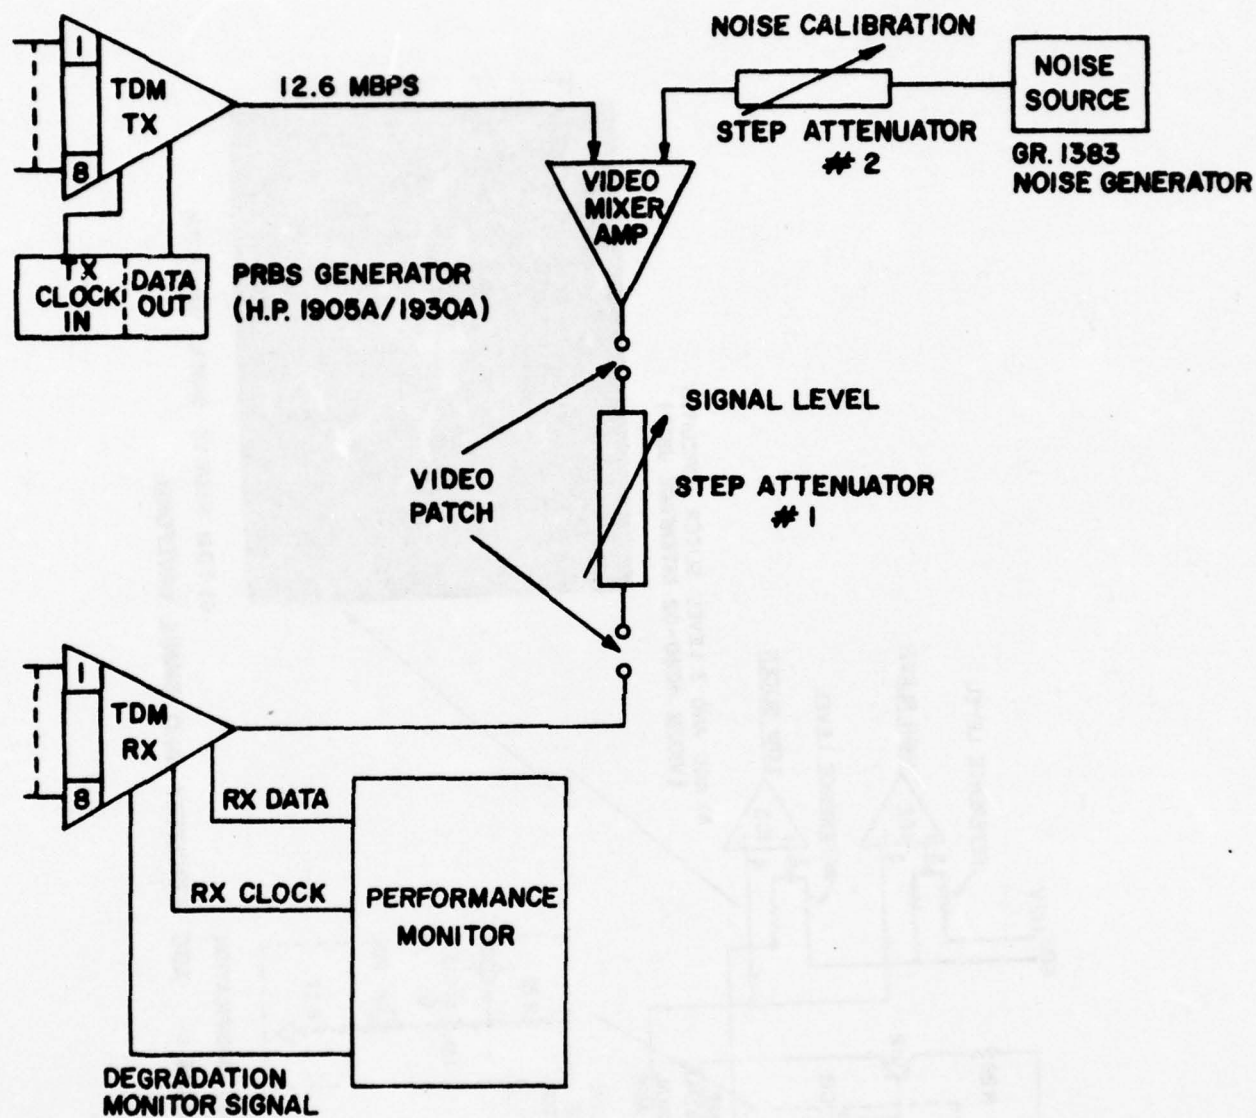 NOISE CALIBRATION
1
TDM
TX
8
12.6 MBPS
STEP ATTENUATOR
# 2
NOISE
SOURCE
GR. 1383
NOISE GENERATOR
VIDEO
MIXER
AMP
TX
CLOCK
IN
DATA
OUT
PRBS GENERATOR
(H.P. 1905A/1930A)
SIGNAL LEVEL
VIDEO
PATCH
STEP ATTENUATOR
# 1
1
TDM
RX
8
RX DATA
RX CLOCK
PERFORMANCE
MONITOR
DEGRADATION
MONITOR SIGNAL